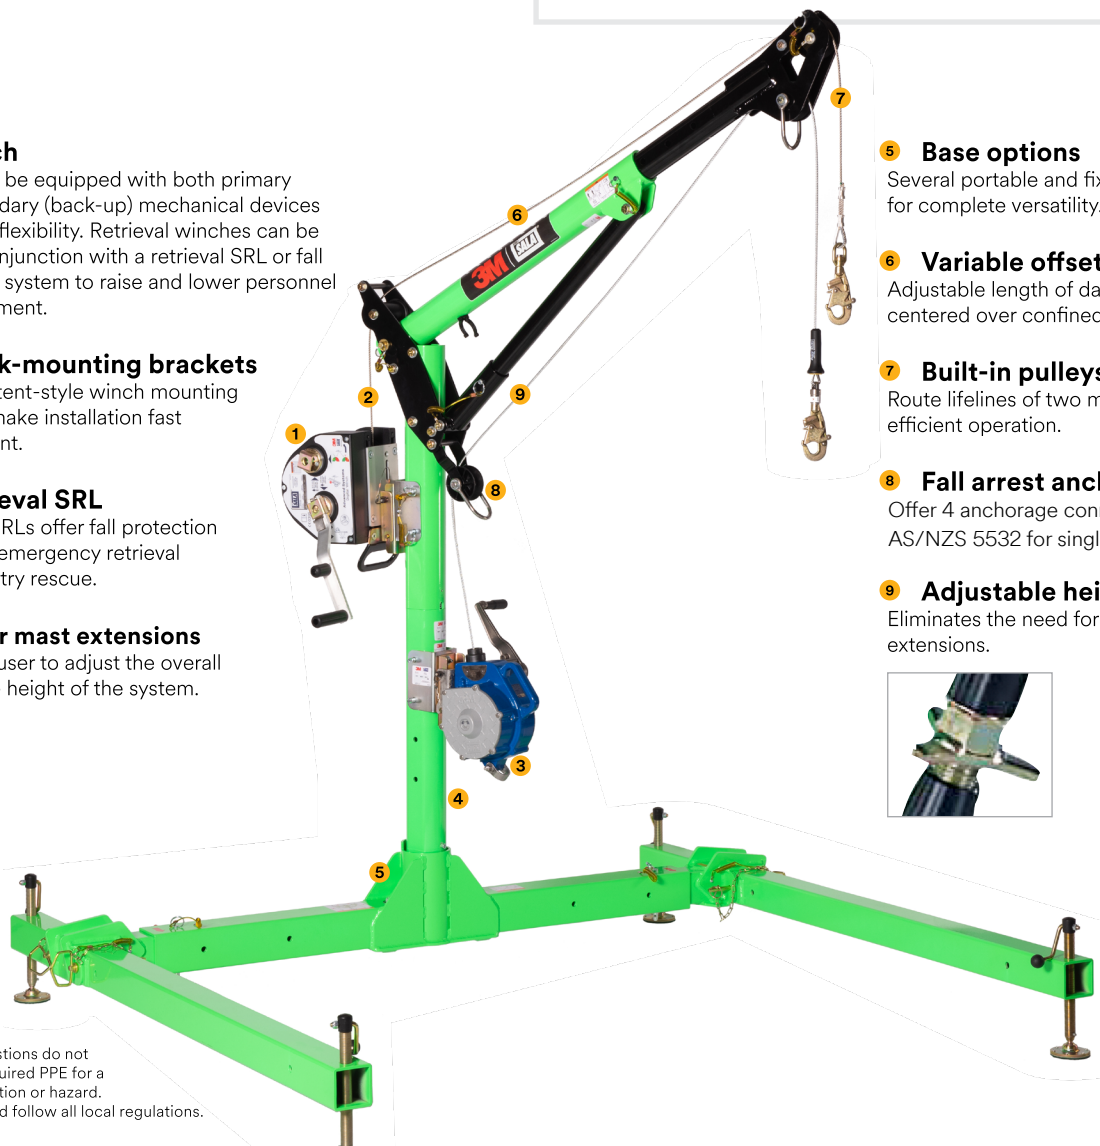 ch
be equipped with both primary
dary (back-up) mechanical devices
flexibility. Retrieval winches can be
njunction with a retrieval SRL or fall
system to raise and lower personnel
ment.
k-mounting brackets
tent-style winch mounting
make installation fast
nt.
eval SRL
RLs offer fall protection
emergency retrieval
try rescue.
r mast extensions
user to adjust the overall
height of the system.
stions do not
uired PPE for a
tion or hazard.
d follow all local regulations.
1
2
3
4
5
6
7
8
9
3M
SALA
5 Base options
Several portable and fix
for complete versatility.
6 Variable offset
Adjustable length of da
centered over confined
7 Built-in pulleys
Route lifelines of two m
efficient operation.
8 Fall arrest anch
Offer 4 anchorage conn
AS/NZS 5532 for singl
9 Adjustable hei
Eliminates the need for
extensions.